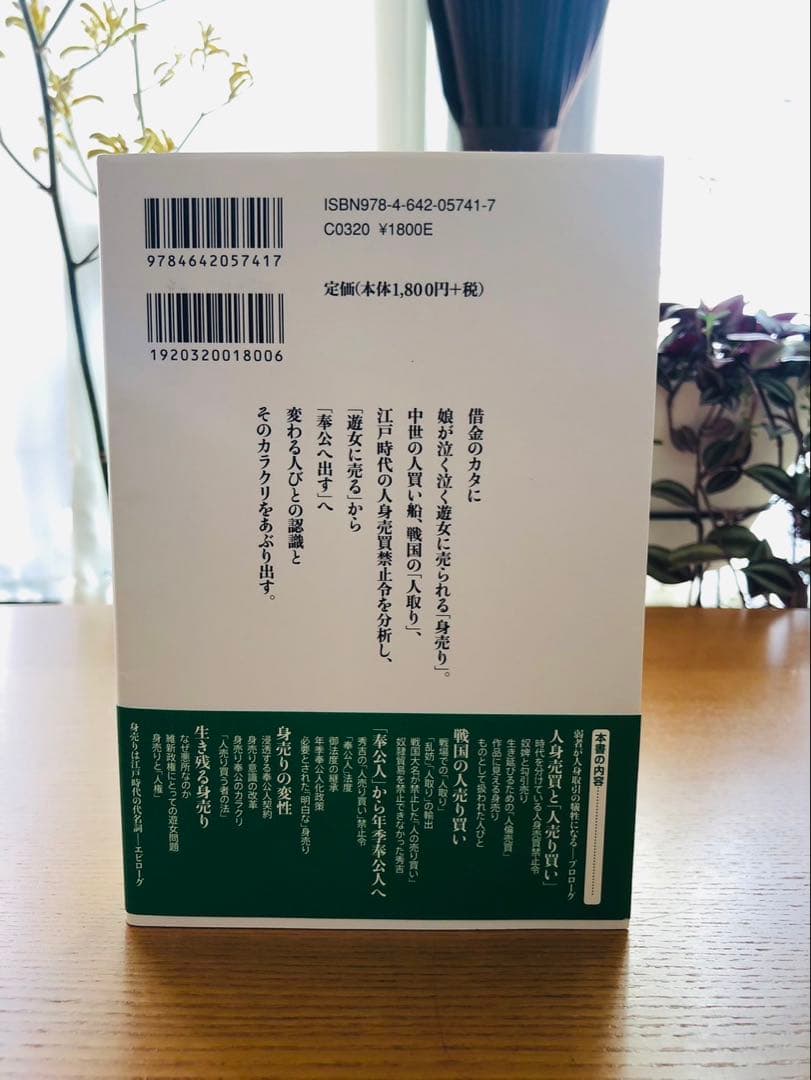 ISBN978-4-642-05741-7
C0320 ¥1800E
9784642057417
定価(本体1,800円+税)
1920320018006
借金のカタに
娘が泣く泣く遊女に売られる「身売り」。
中世の人買い船、戦国の「人取り」、
江戸時代の人身売買禁止令を分析し、
「遊女に売る」から
「奉公へ出す」へ
変わる人びとの認識と
そのカラクリをあぶり出す。
本書の内容
弱者が人身取引の犠牲になる―プロローグ
人身売買と「人売り買い」
時代を分けている人身売買禁止令
奴婢と勾引売り
生き延びるための「人倫売買」
作品に見える身売り
ものとして扱われた人びと
戦国の人売り買い
戦場での「人取り」
「乱妨」「人取り」の輸出
戦国大名が禁止した「人の売り買い」
奴隷貿易を禁止できなかった秀吉
「奉公人」から年季奉公人へ
秀吉の「人売り買い」禁止令
「奉公人」法度
御法度の継承
年季奉公人化政策
必要とされた「明白な」身売り
身売りの変性
浸透する奉公人契約
身売り意識の改革
身売り奉公のカラクリ
「人売り買う者の法」
生き残る身売り
なぜ悪所なのか
維新政権にとっての遊女問題
身売りと「人権」
身売りは江戸時代の代名詞―エピローグ